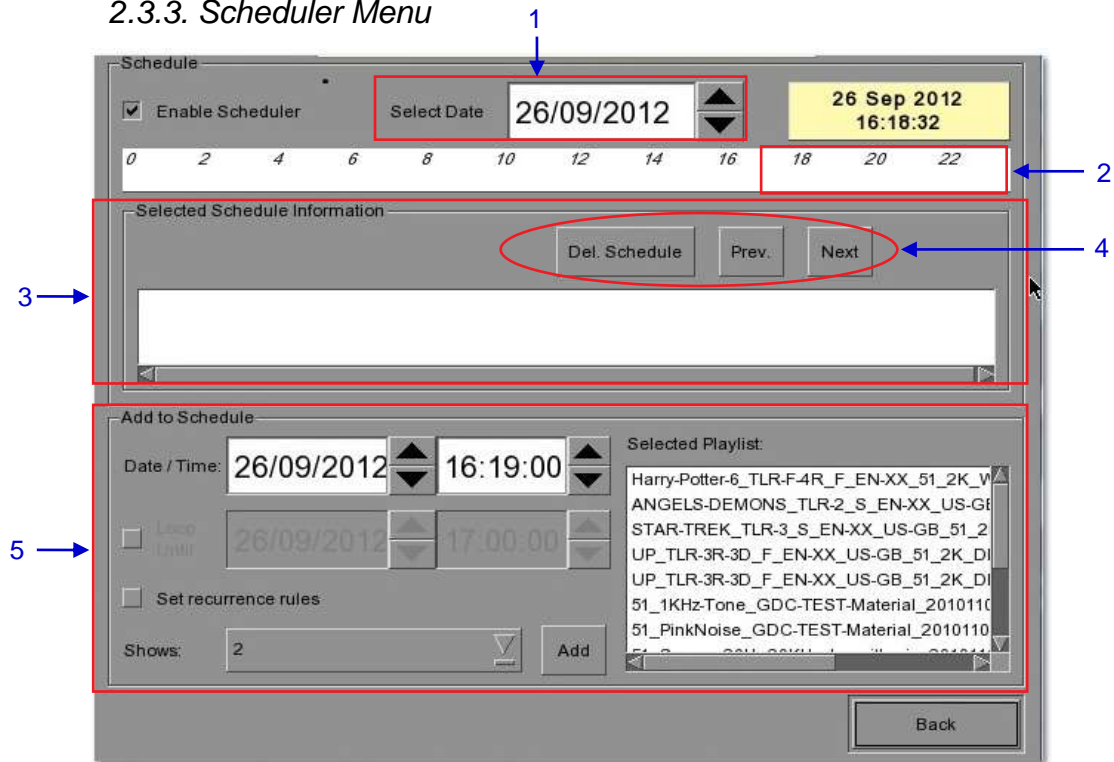 2.3.3. Scheduler Menu
1
Schedule
Enable Scheduler
Select Date
26/09/2012
26 Sep 2012
16:18:32
0 2 4 6 8 10 12 14 16 18 20 22
2
Selected Schedule Information
Del. Schedule
Prev.
Next
4
3
Add to Schedule
Date / Time:
26/09/2012
16:19:00
Loop
Until
26/09/2012
17:00:00
5
Set recurrence rules
Shows:
2
Add
Selected Playlist:
Harry-Potter-6_TLR-F-4R_F_EN-XX_51_2K_W
ANGELS-DEMONS_TLR-2_S_EN-XX_US-GB
STAR-TREK_TLR-3_S_EN-XX_US-GB_51_2
UP_TLR-3R-3D_F_EN-XX_US-GB_51_2K_DI
UP_TLR-3R-3D_F_EN-XX_US-GB_51_2K_DI
51_1KHz-Tone_GDC-TEST-Material_2010110
51_PinkNoise_GDC-TEST-Material_2010110
Back